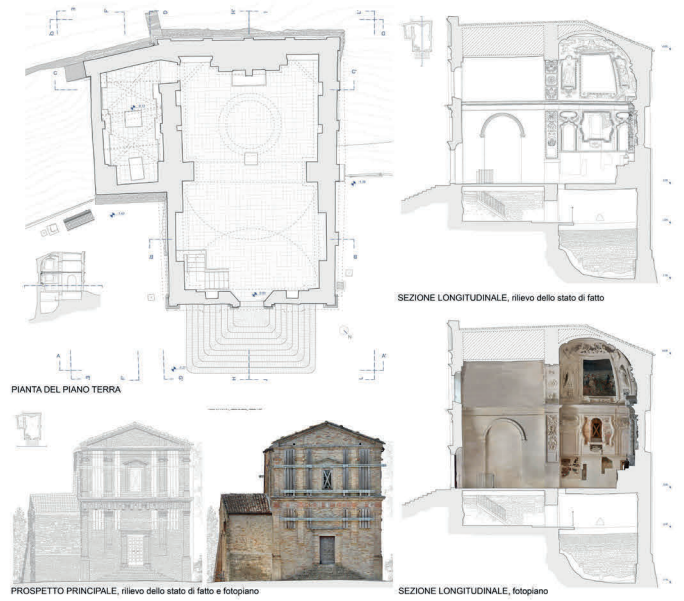 SEZIONE LONGITUDINALE, rilievo dello stato di fatto
PIANTA DEL PIANO TERRA
PROSPETTO PRINCIPALE, rilievo dello stato di fatto e fotopiano
SEZIONE LONGITUDINALE, fotopiano